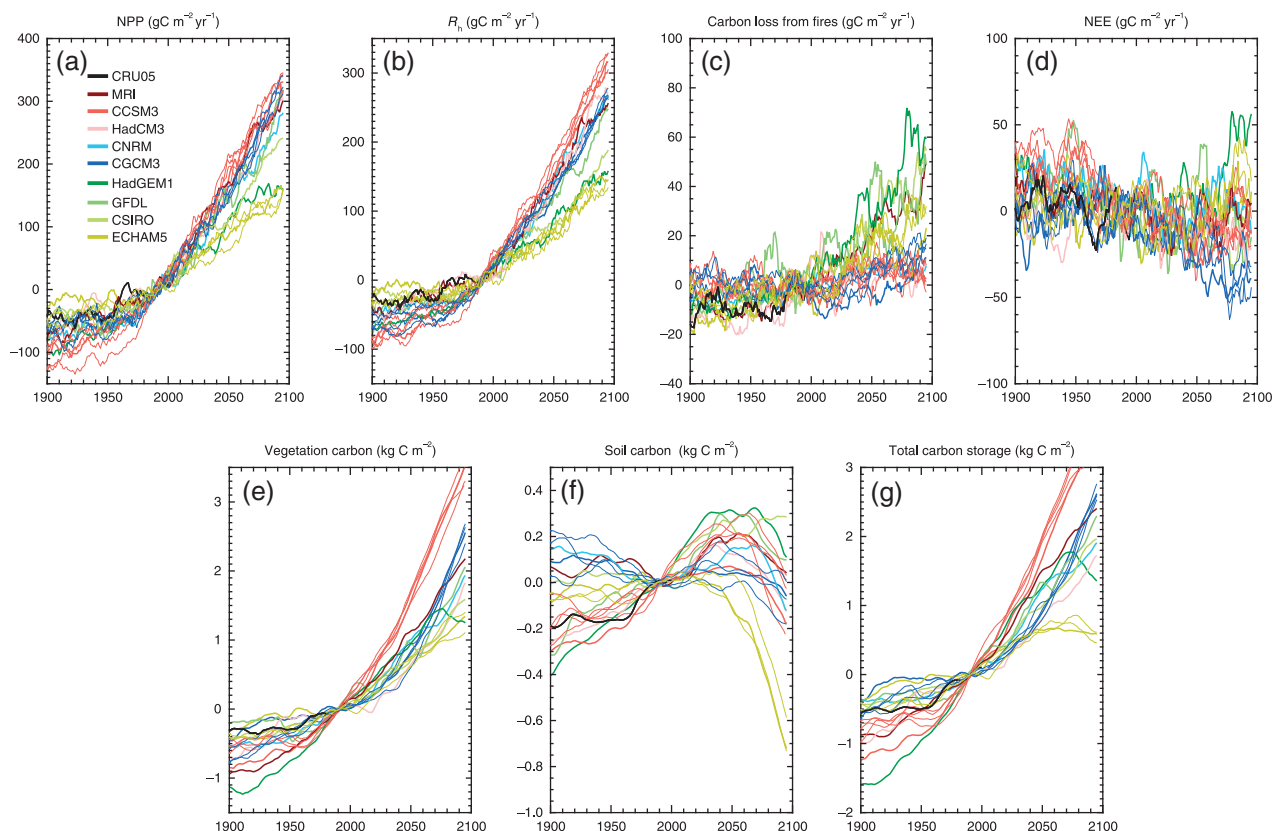 NPP (gC m⁻² yr⁻¹)
(a)
400
300
200
100
0
−100
1900 1950 2000 2050 2100
CRU05
MRI
CCSM3
HadCM3
CNRM
CGCM3
HadGEM1
GFDL
CSIRO
ECHAM5
Rₕ (gC m⁻² yr⁻¹)
(b)
300
200
100
0
−100
1900 1950 2000 2050 2100
Carbon loss from fires (gC m⁻² yr⁻¹)
(c)
100
80
60
40
20
0
−20
−40
1900 1950 2000 2050 2100
NEE (gC m⁻² yr⁻¹)
(d)
100
50
0
−50
−100
1900 1950 2000 2050 2100
Vegetation carbon (kg C m⁻²)
(e)
3
2
1
0
−1
1900 1950 2000 2050 2100
Soil carbon (kg C m⁻²)
(f)
0.4
0.2
0.0
−0.2
−0.4
−0.6
−0.8
−1.0
1900 1950 2000 2050 2100
Total carbon storage (kg C m⁻²)
(g)
3
2
1
0
−1
−2
1900 1950 2000 2050 2100